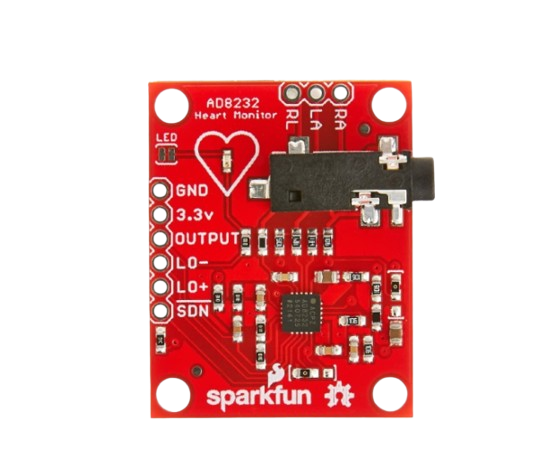 AD8232
Heart Monitor
RL
LA
RA
LED
GND
3.3v
OUTPUT
LO-
LO+
SDN
sparkfun